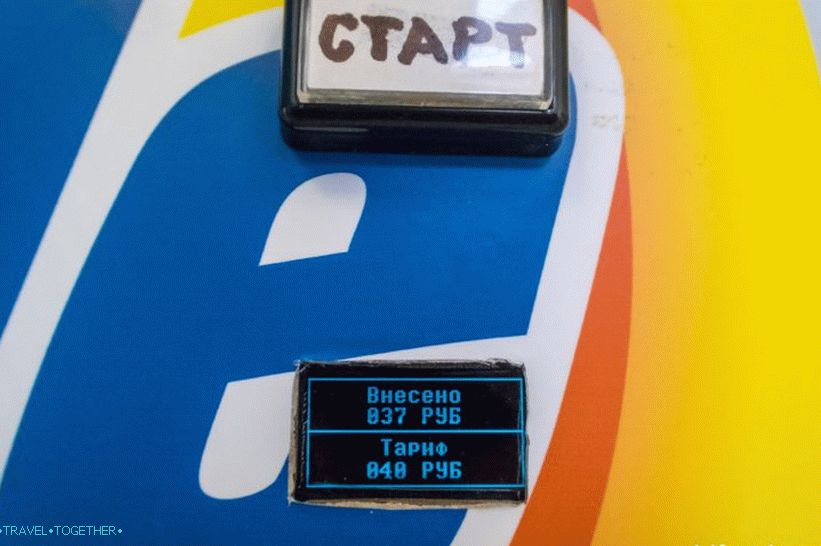 СТАРТ
Внесено
037 РУБ
Тариф
040 РУБ
•TRAVEL•TOGETHER•